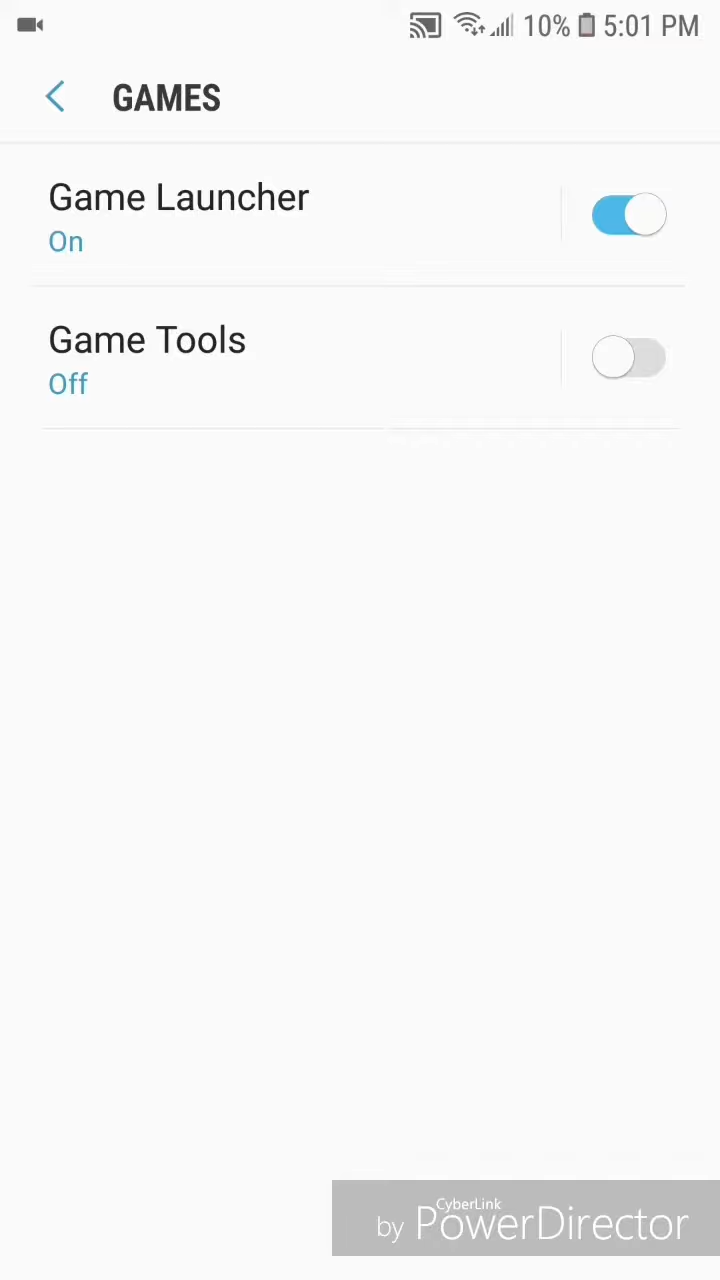 10% 5:01 PM
GAMES
Game Launcher
On
Game Tools
Off
CyberLink
by PowerDirector